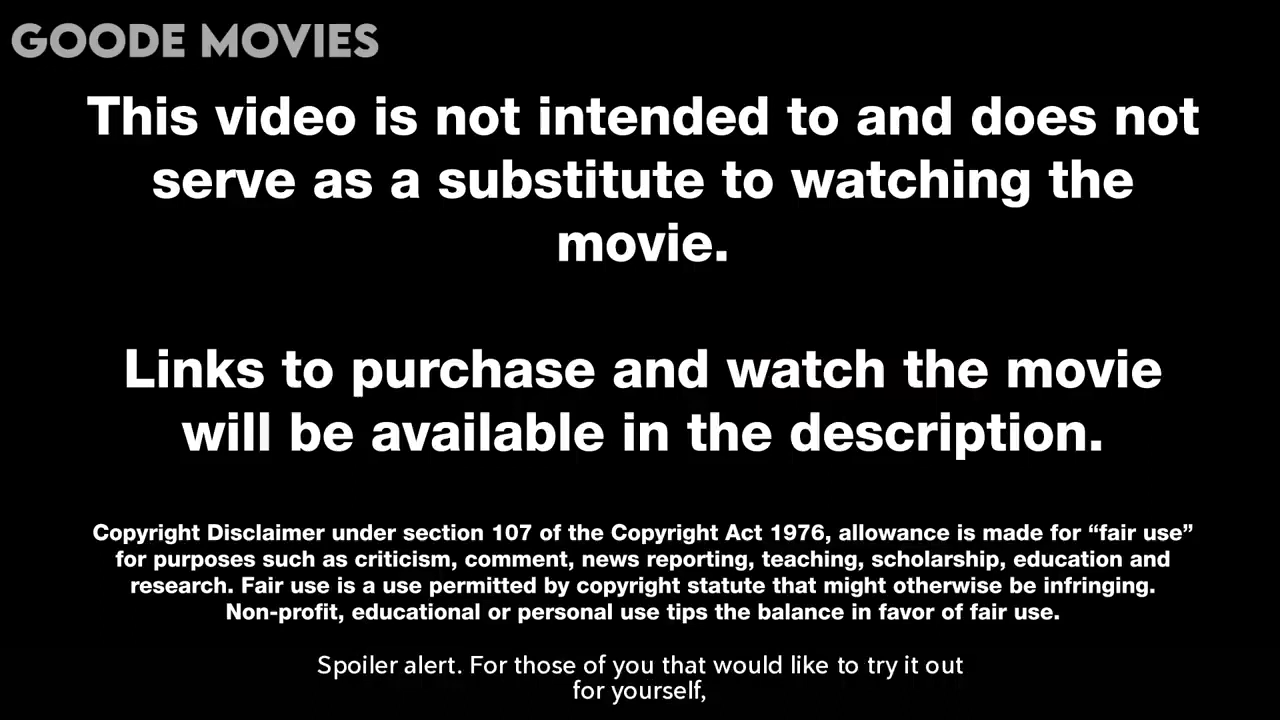 GOODE MOVIES
This video is not intended to and does not
serve as a substitute to watching the
movie.
Links to purchase and watch the movie
will be available in the description.
Copyright Disclaimer under section 107 of the Copyright Act 1976, allowance is made for “fair use”
for purposes such as criticism, comment, news reporting, teaching, scholarship, education and
research. Fair use is a use permitted by copyright statute that might otherwise be infringing.
Non-profit, educational or personal use tips the balance in favor of fair use.
Spoiler alert. For those of you that would like to try it out
for yourself,